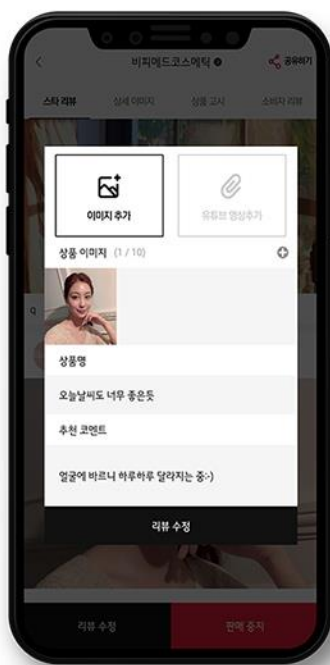 비피메드코스메틱
공유하기
스타 리뷰 상세 이미지 상품 고시 소비자 리뷰
이미지 추가 유튜브 영상추가
상품 이미지 (1 / 10)
Q
상품명
오늘날씨도 너무 좋은듯
추천 코멘트
얼굴에 바르니 하루하루 달라지는 중:-)
리뷰 수정
리뷰 수정 판매 중지